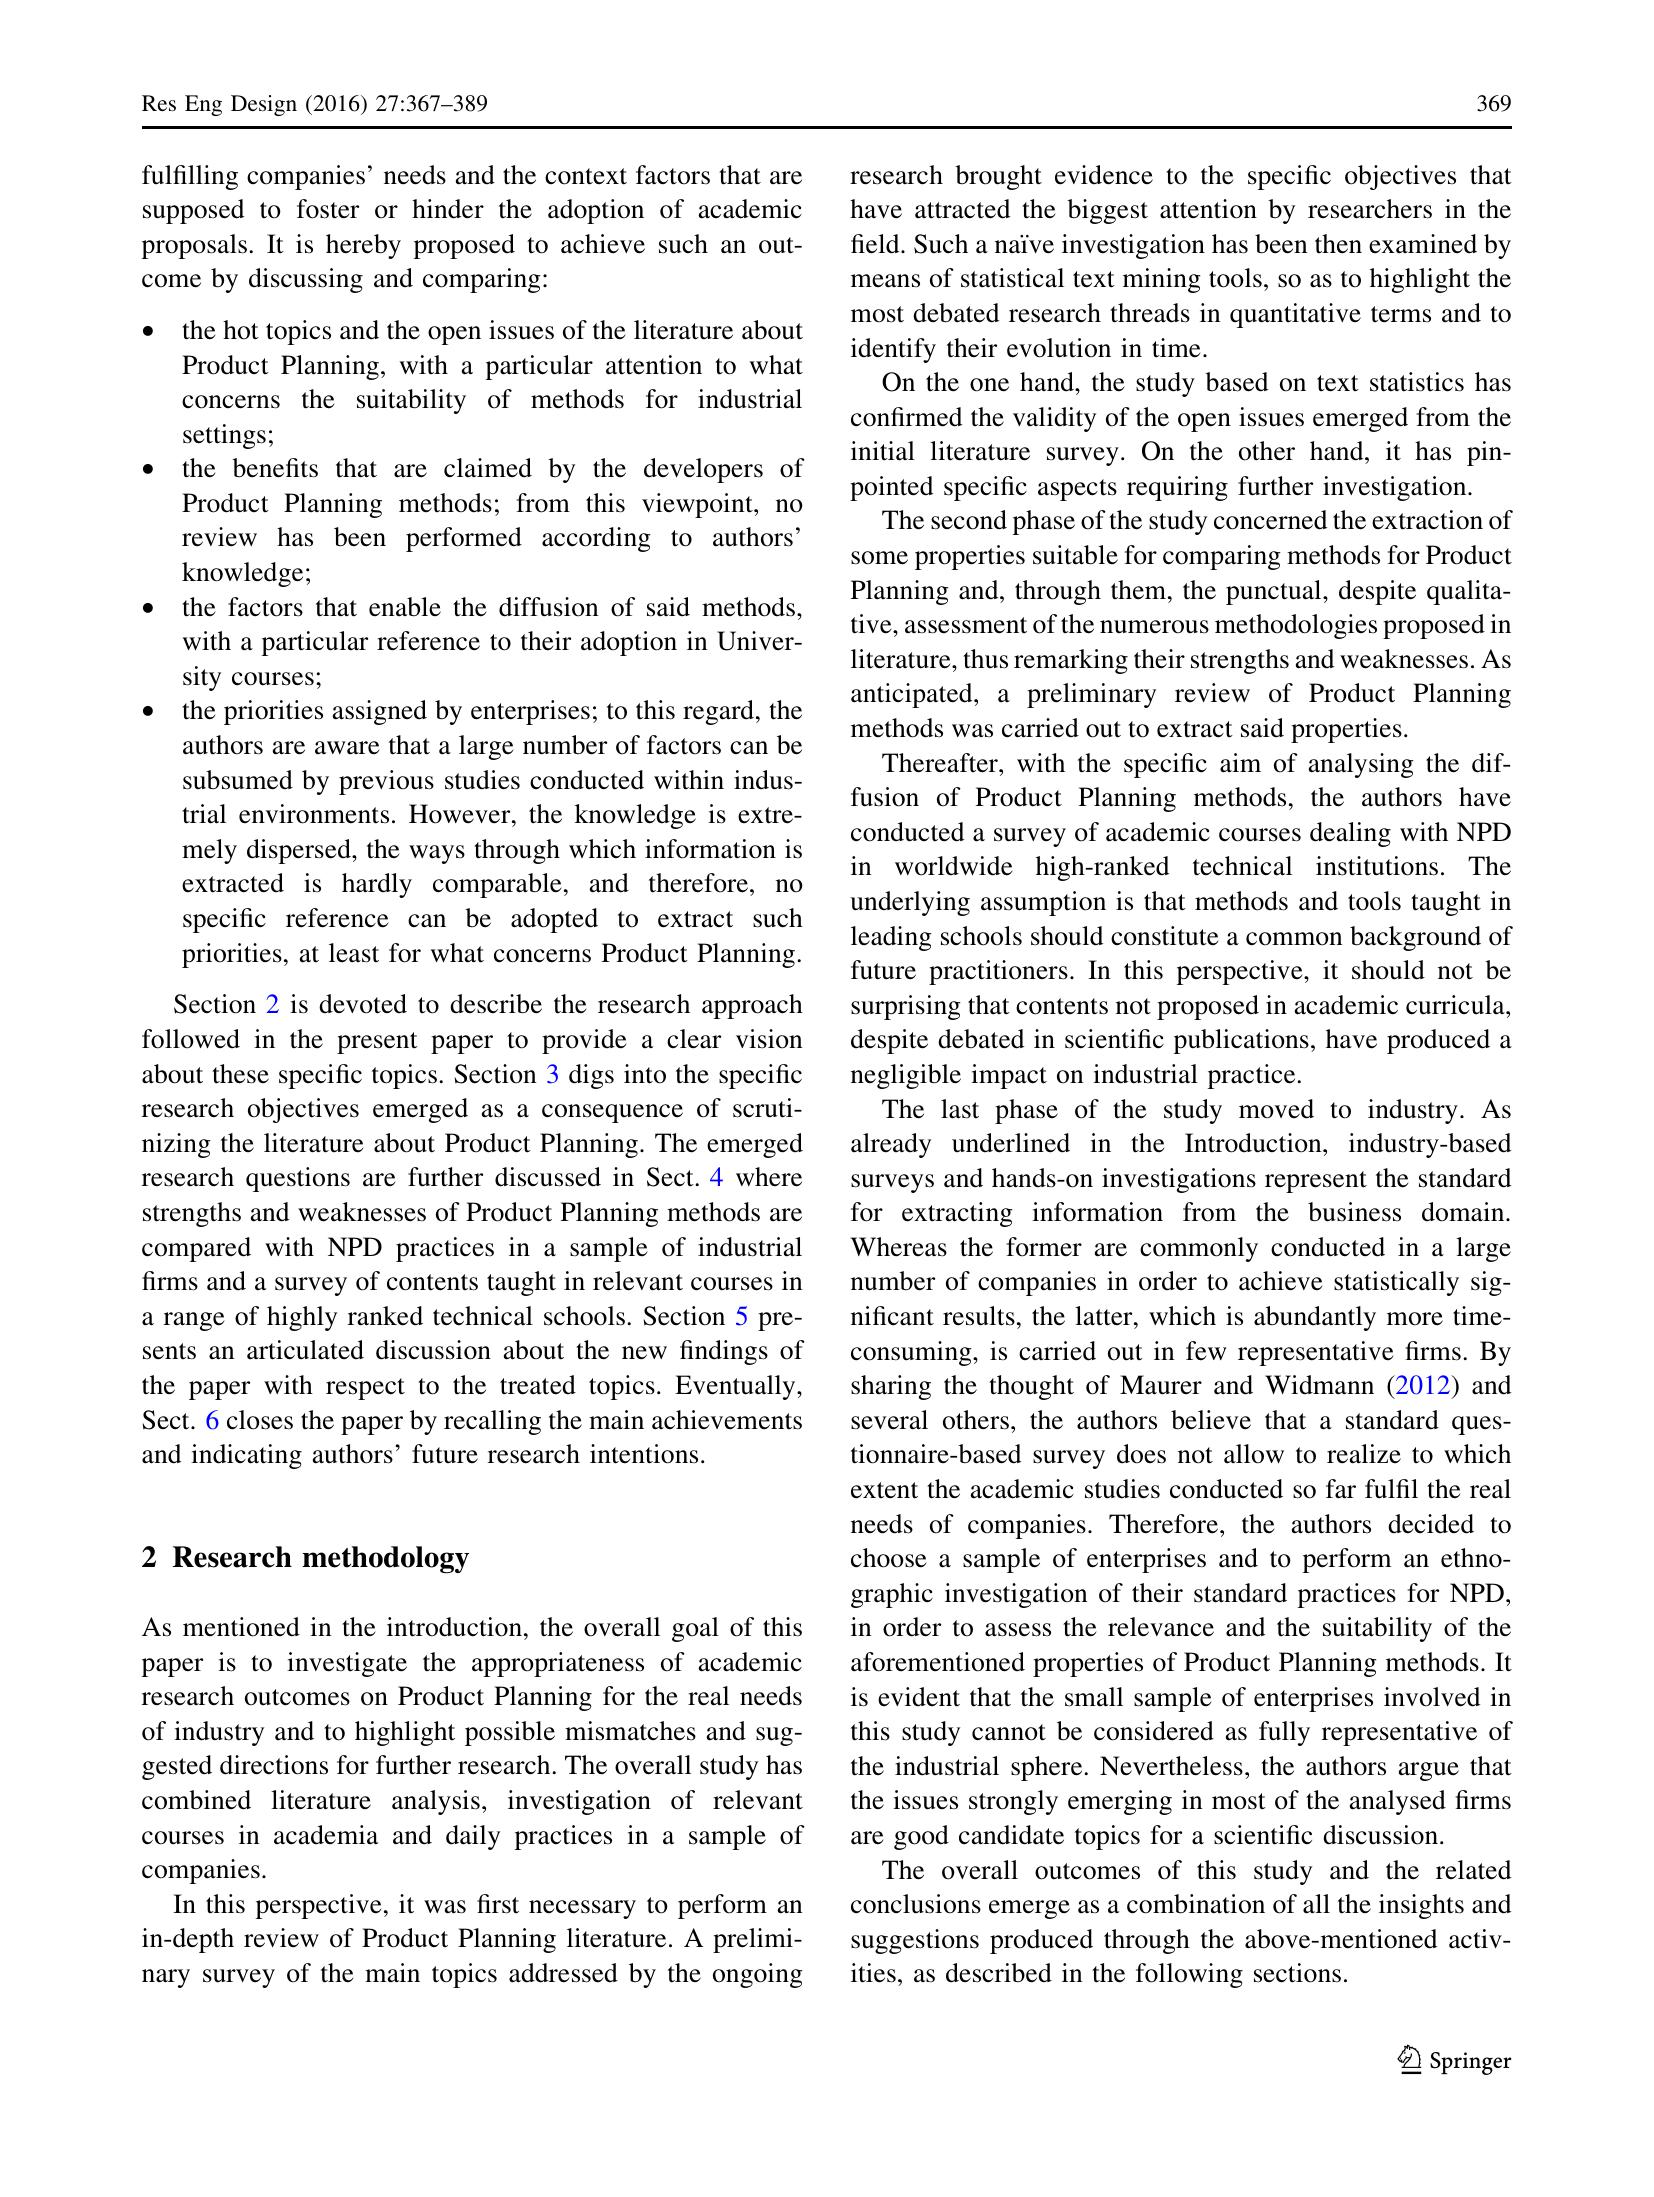 Res Eng Design (2016) 27:367–389
369
fulfilling companies’ needs and the context factors that are
supposed to foster or hinder the adoption of academic
proposals. It is hereby proposed to achieve such an out-
come by discussing and comparing:
• the hot topics and the open issues of the literature about
Product Planning, with a particular attention to what
concerns the suitability of methods for industrial
settings;
• the benefits that are claimed by the developers of
Product Planning methods; from this viewpoint, no
review has been performed according to authors’
knowledge;
• the factors that enable the diffusion of said methods,
with a particular reference to their adoption in Univer-
sity courses;
• the priorities assigned by enterprises; to this regard, the
authors are aware that a large number of factors can be
subsumed by previous studies conducted within indus-
trial environments. However, the knowledge is extre-
mely dispersed, the ways through which information is
extracted is hardly comparable, and therefore, no
specific reference can be adopted to extract such
priorities, at least for what concerns Product Planning.
Section 2 is devoted to describe the research approach
followed in the present paper to provide a clear vision
about these specific topics. Section 3 digs into the specific
research objectives emerged as a consequence of scruti-
nizing the literature about Product Planning. The emerged
research questions are further discussed in Sect. 4 where
strengths and weaknesses of Product Planning methods are
compared with NPD practices in a sample of industrial
firms and a survey of contents taught in relevant courses in
a range of highly ranked technical schools. Section 5 pre-
sents an articulated discussion about the new findings of
the paper with respect to the treated topics. Eventually,
Sect. 6 closes the paper by recalling the main achievements
and indicating authors’ future research intentions.
2 Research methodology
As mentioned in the introduction, the overall goal of this
paper is to investigate the appropriateness of academic
research outcomes on Product Planning for the real needs
of industry and to highlight possible mismatches and sug-
gested directions for further research. The overall study has
combined literature analysis, investigation of relevant
courses in academia and daily practices in a sample of
companies.
In this perspective, it was first necessary to perform an
in-depth review of Product Planning literature. A prelimi-
nary survey of the main topics addressed by the ongoing
research brought evidence to the specific objectives that
have attracted the biggest attention by researchers in the
field. Such a naïve investigation has been then examined by
means of statistical text mining tools, so as to highlight the
most debated research threads in quantitative terms and to
identify their evolution in time.
On the one hand, the study based on text statistics has
confirmed the validity of the open issues emerged from the
initial literature survey. On the other hand, it has pin-
pointed specific aspects requiring further investigation.
The second phase of the study concerned the extraction of
some properties suitable for comparing methods for Product
Planning and, through them, the punctual, despite qualita-
tive, assessment of the numerous methodologies proposed in
literature, thus remarking their strengths and weaknesses. As
anticipated, a preliminary review of Product Planning
methods was carried out to extract said properties.
Thereafter, with the specific aim of analysing the dif-
fusion of Product Planning methods, the authors have
conducted a survey of academic courses dealing with NPD
in worldwide high-ranked technical institutions. The
underlying assumption is that methods and tools taught in
leading schools should constitute a common background of
future practitioners. In this perspective, it should not be
surprising that contents not proposed in academic curricula,
despite debated in scientific publications, have produced a
negligible impact on industrial practice.
The last phase of the study moved to industry. As
already underlined in the Introduction, industry-based
surveys and hands-on investigations represent the standard
for extracting information from the business domain.
Whereas the former are commonly conducted in a large
number of companies in order to achieve statistically sig-
nificant results, the latter, which is abundantly more time-
consuming, is carried out in few representative firms. By
sharing the thought of Maurer and Widmann (2012) and
several others, the authors believe that a standard ques-
tionnaire-based survey does not allow to realize to which
extent the academic studies conducted so far fulfil the real
needs of companies. Therefore, the authors decided to
choose a sample of enterprises and to perform an ethno-
graphic investigation of their standard practices for NPD,
in order to assess the relevance and the suitability of the
aforementioned properties of Product Planning methods. It
is evident that the small sample of enterprises involved in
this study cannot be considered as fully representative of
the industrial sphere. Nevertheless, the authors argue that
the issues strongly emerging in most of the analysed firms
are good candidate topics for a scientific discussion.
The overall outcomes of this study and the related
conclusions emerge as a combination of all the insights and
suggestions produced through the above-mentioned activ-
ities, as described in the following sections.
Springer